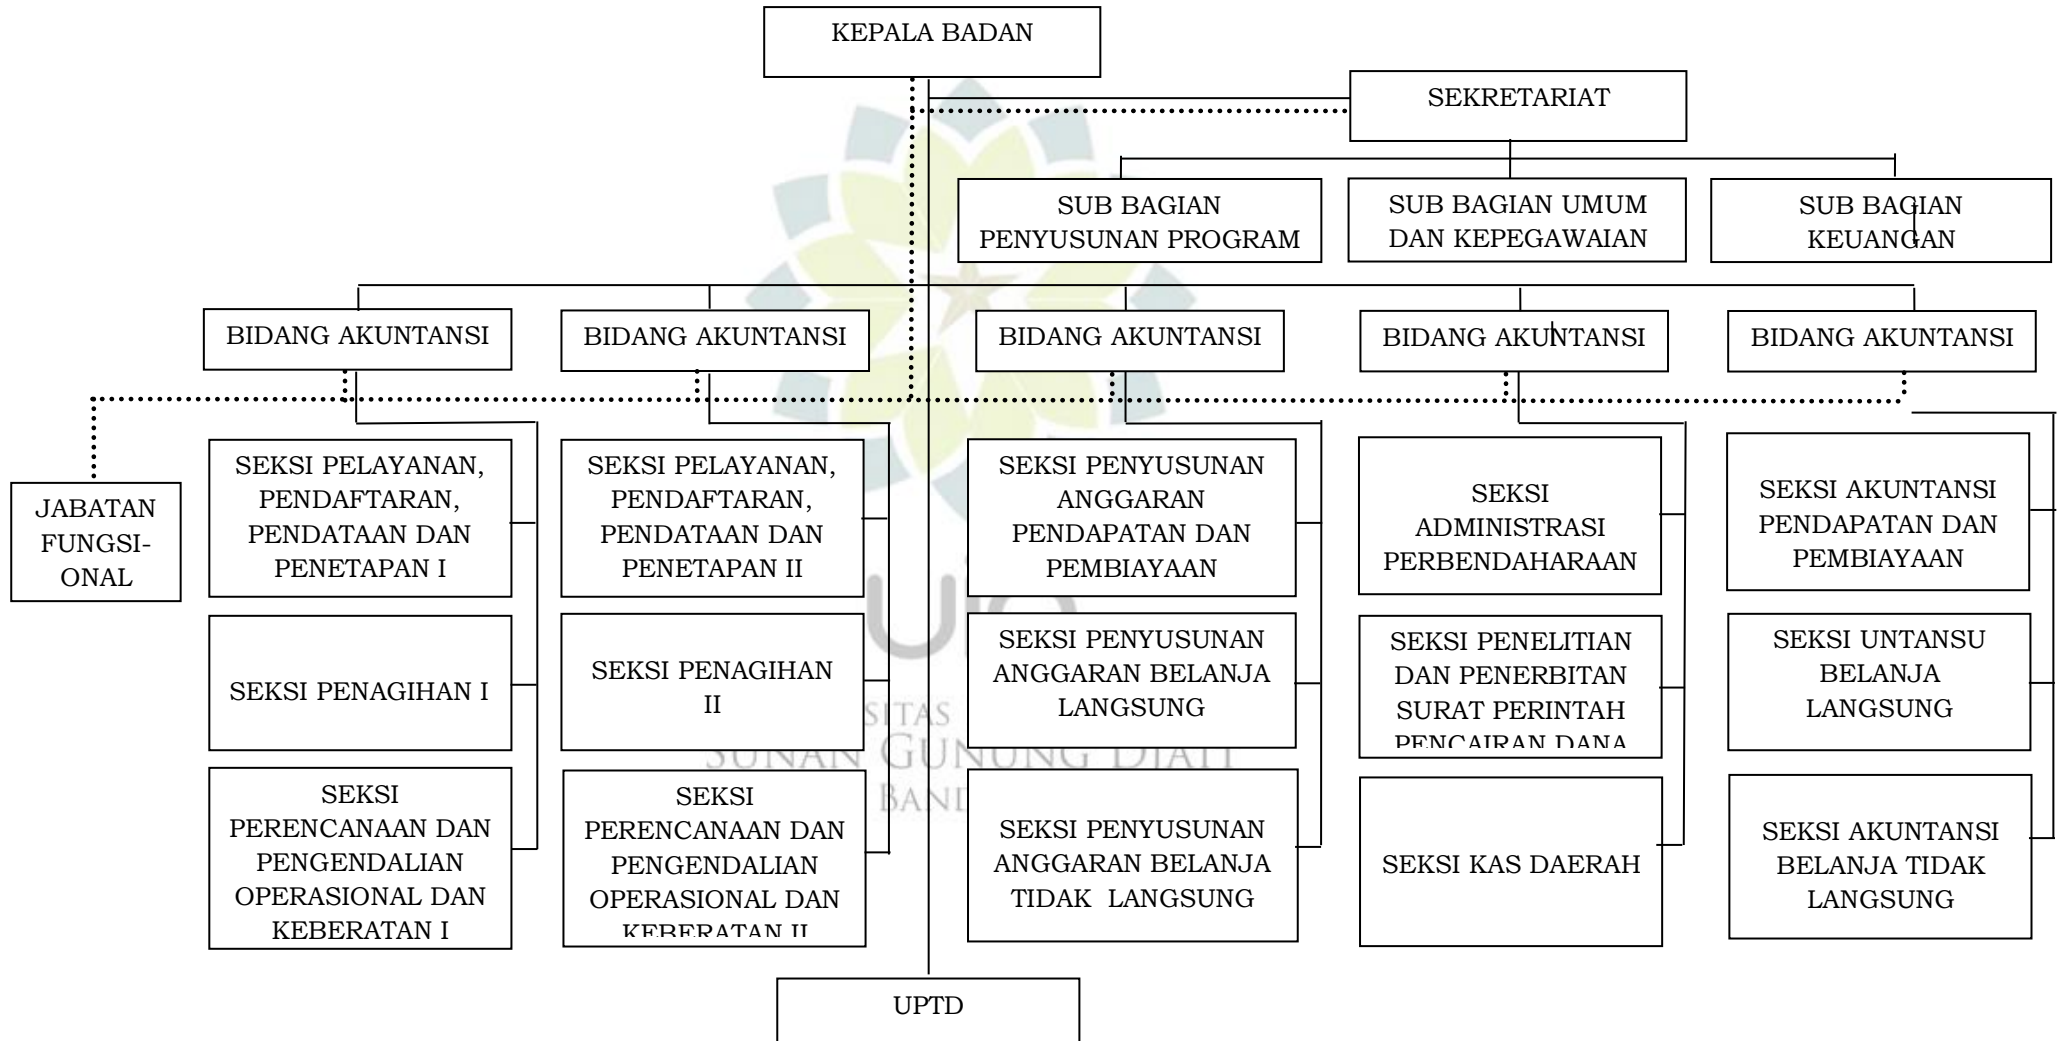 KEPALA BADAN
SEKRETARIAT
SUB BAGIAN
PENYUSUNAN PROGRAM
SUB BAGIAN UMUM
DAN KEPEGAWAIAN
SUB BAGIAN
KEUANGAN
BIDANG AKUNTANSI
BIDANG AKUNTANSI
BIDANG AKUNTANSI
BIDANG AKUNTANSI
BIDANG AKUNTANSI
JABATAN
FUNGSI-
ONAL
SEKSI PELAYANAN,
PENDAFTARAN,
PENDATAAN DAN
PENETAPAN I
SEKSI PELAYANAN,
PENDAFTARAN,
PENDATAAN DAN
PENETAPAN II
SEKSI PENYUSUNAN
ANGGARAN
PENDAPATAN DAN
PEMBIAYAAN
SEKSI
ADMINISTRASI
PERBENDAHARAAN
SEKSI AKUNTANSI
PENDAPATAN DAN
PEMBIAYAAN
SEKSI PENAGIHAN I
SEKSI PENAGIHAN
II
SEKSI PENYUSUNAN
ANGGARAN BELANJA
LANGSUNG
SEKSI PENELITIAN
DAN PENERBITAN
SURAT PERINTAH
PENCAIRAN DANA
SEKSI UNTANSU
BELANJA
LANGSUNG
SEKSI
PERENCANAAN DAN
PENGENDALIAN
OPERASIONAL DAN
KEBERATAN I
SEKSI
PERENCANAAN DAN
PENGENDALIAN
OPERASIONAL DAN
KEBERATAN II
SEKSI PENYUSUNAN
ANGGARAN BELANJA
TIDAK LANGSUNG
SEKSI KAS DAERAH
SEKSI AKUNTANSI
BELANJA TIDAK
LANGSUNG
UPTD
SUNAN GUNUNG DJATI